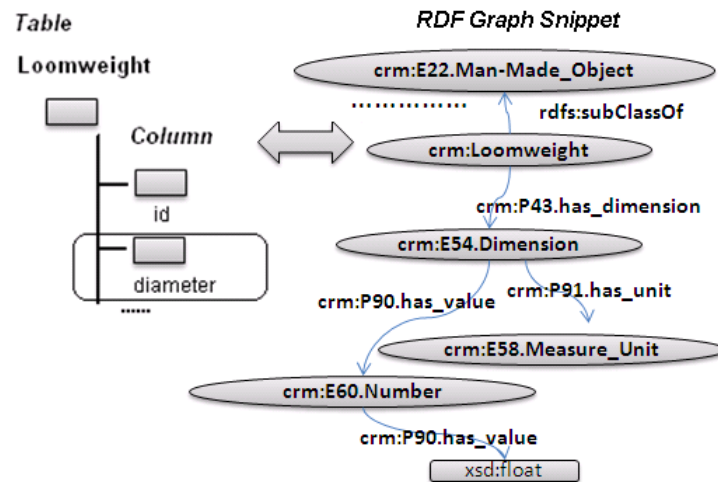 Table
Loomweight
Column
id
diameter
......
RDF Graph Snippet
crm:E22.Man-Made_Object
...............
rdfs:subClassOf
crm:Loomweight
crm:P43.has_dimension
crm:E54.Dimension
crm:P90.has_value
crm:P91.has_unit
crm:E58.Measure_Unit
crm:E60.Number
crm:P90.has_value
xsd:float